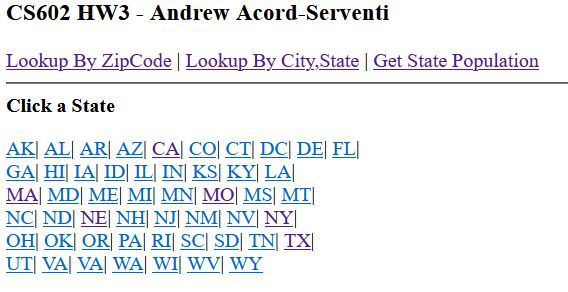 CS602 HW3 - Andrew Acord-Serventi
Lookup By ZipCode | Lookup By City,State | Get State Population
Click a State
AK| AL| AR| AZ| CA| CO| CT| DC| DE| FL|
GA| HI| IA| ID| IL| IN| KS| KY| LA|
MA| MD| ME| MI| MN| MO| MS| MT|
NC| ND| NE| NH| NJ| NM| NV| NY|
OH| OK| OR| PA| RI| SC| SD| TN| TX|
UT| VA| VA| WA| WI| WV| WY